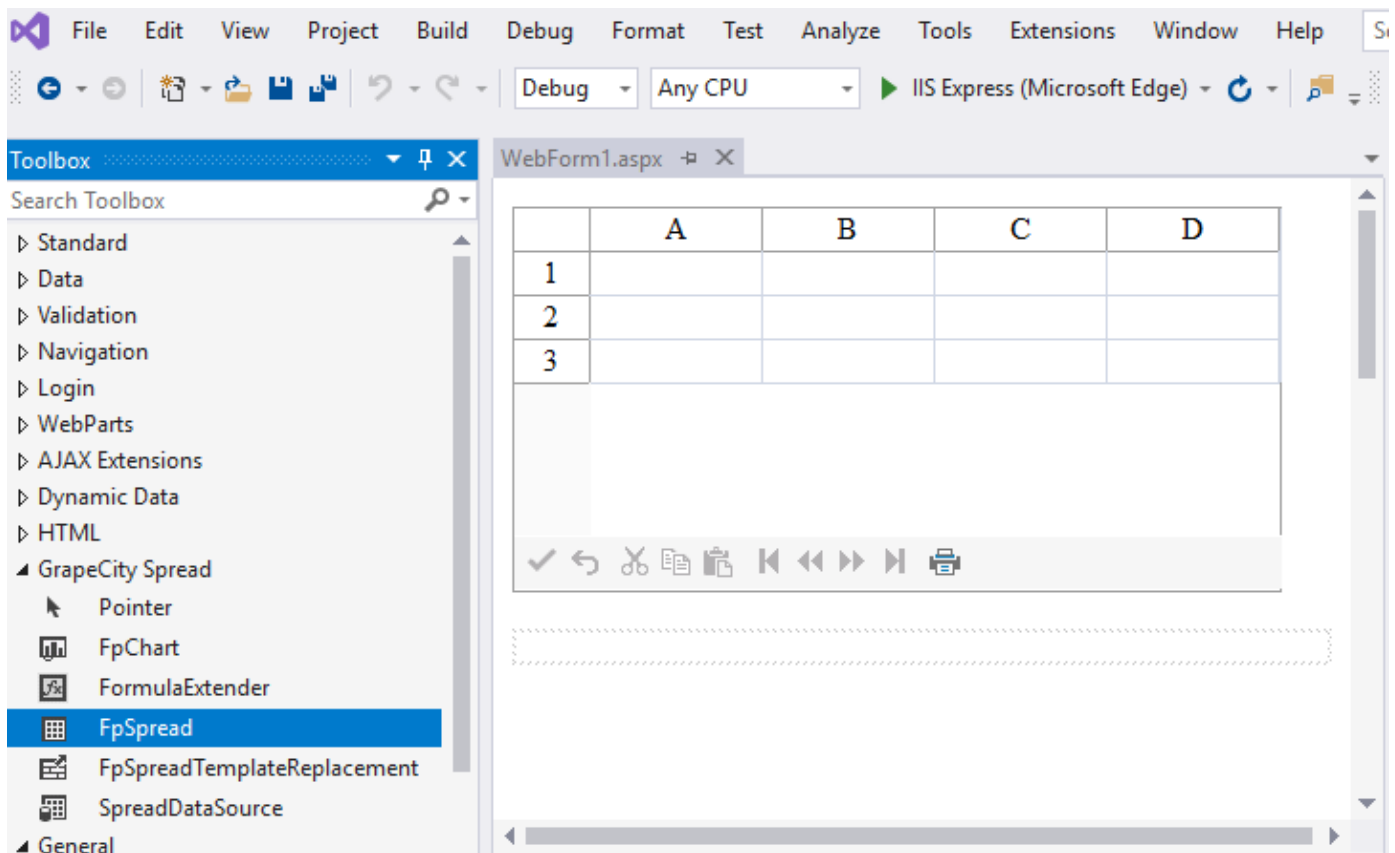 File Edit View Project Build Debug Format Test Analyze Tools Extensions Window Help
Debug Any CPU IIS Express (Microsoft Edge)
Toolbox
Search Toolbox
Standard
Data
Validation
Navigation
Login
WebParts
AJAX Extensions
Dynamic Data
HTML
GrapeCity Spread
Pointer
FpChart
FormulaExtender
FpSpread
FpSpreadTemplateReplacement
SpreadDataSource
General
WebForm1.aspx
A B C D
1
2
3